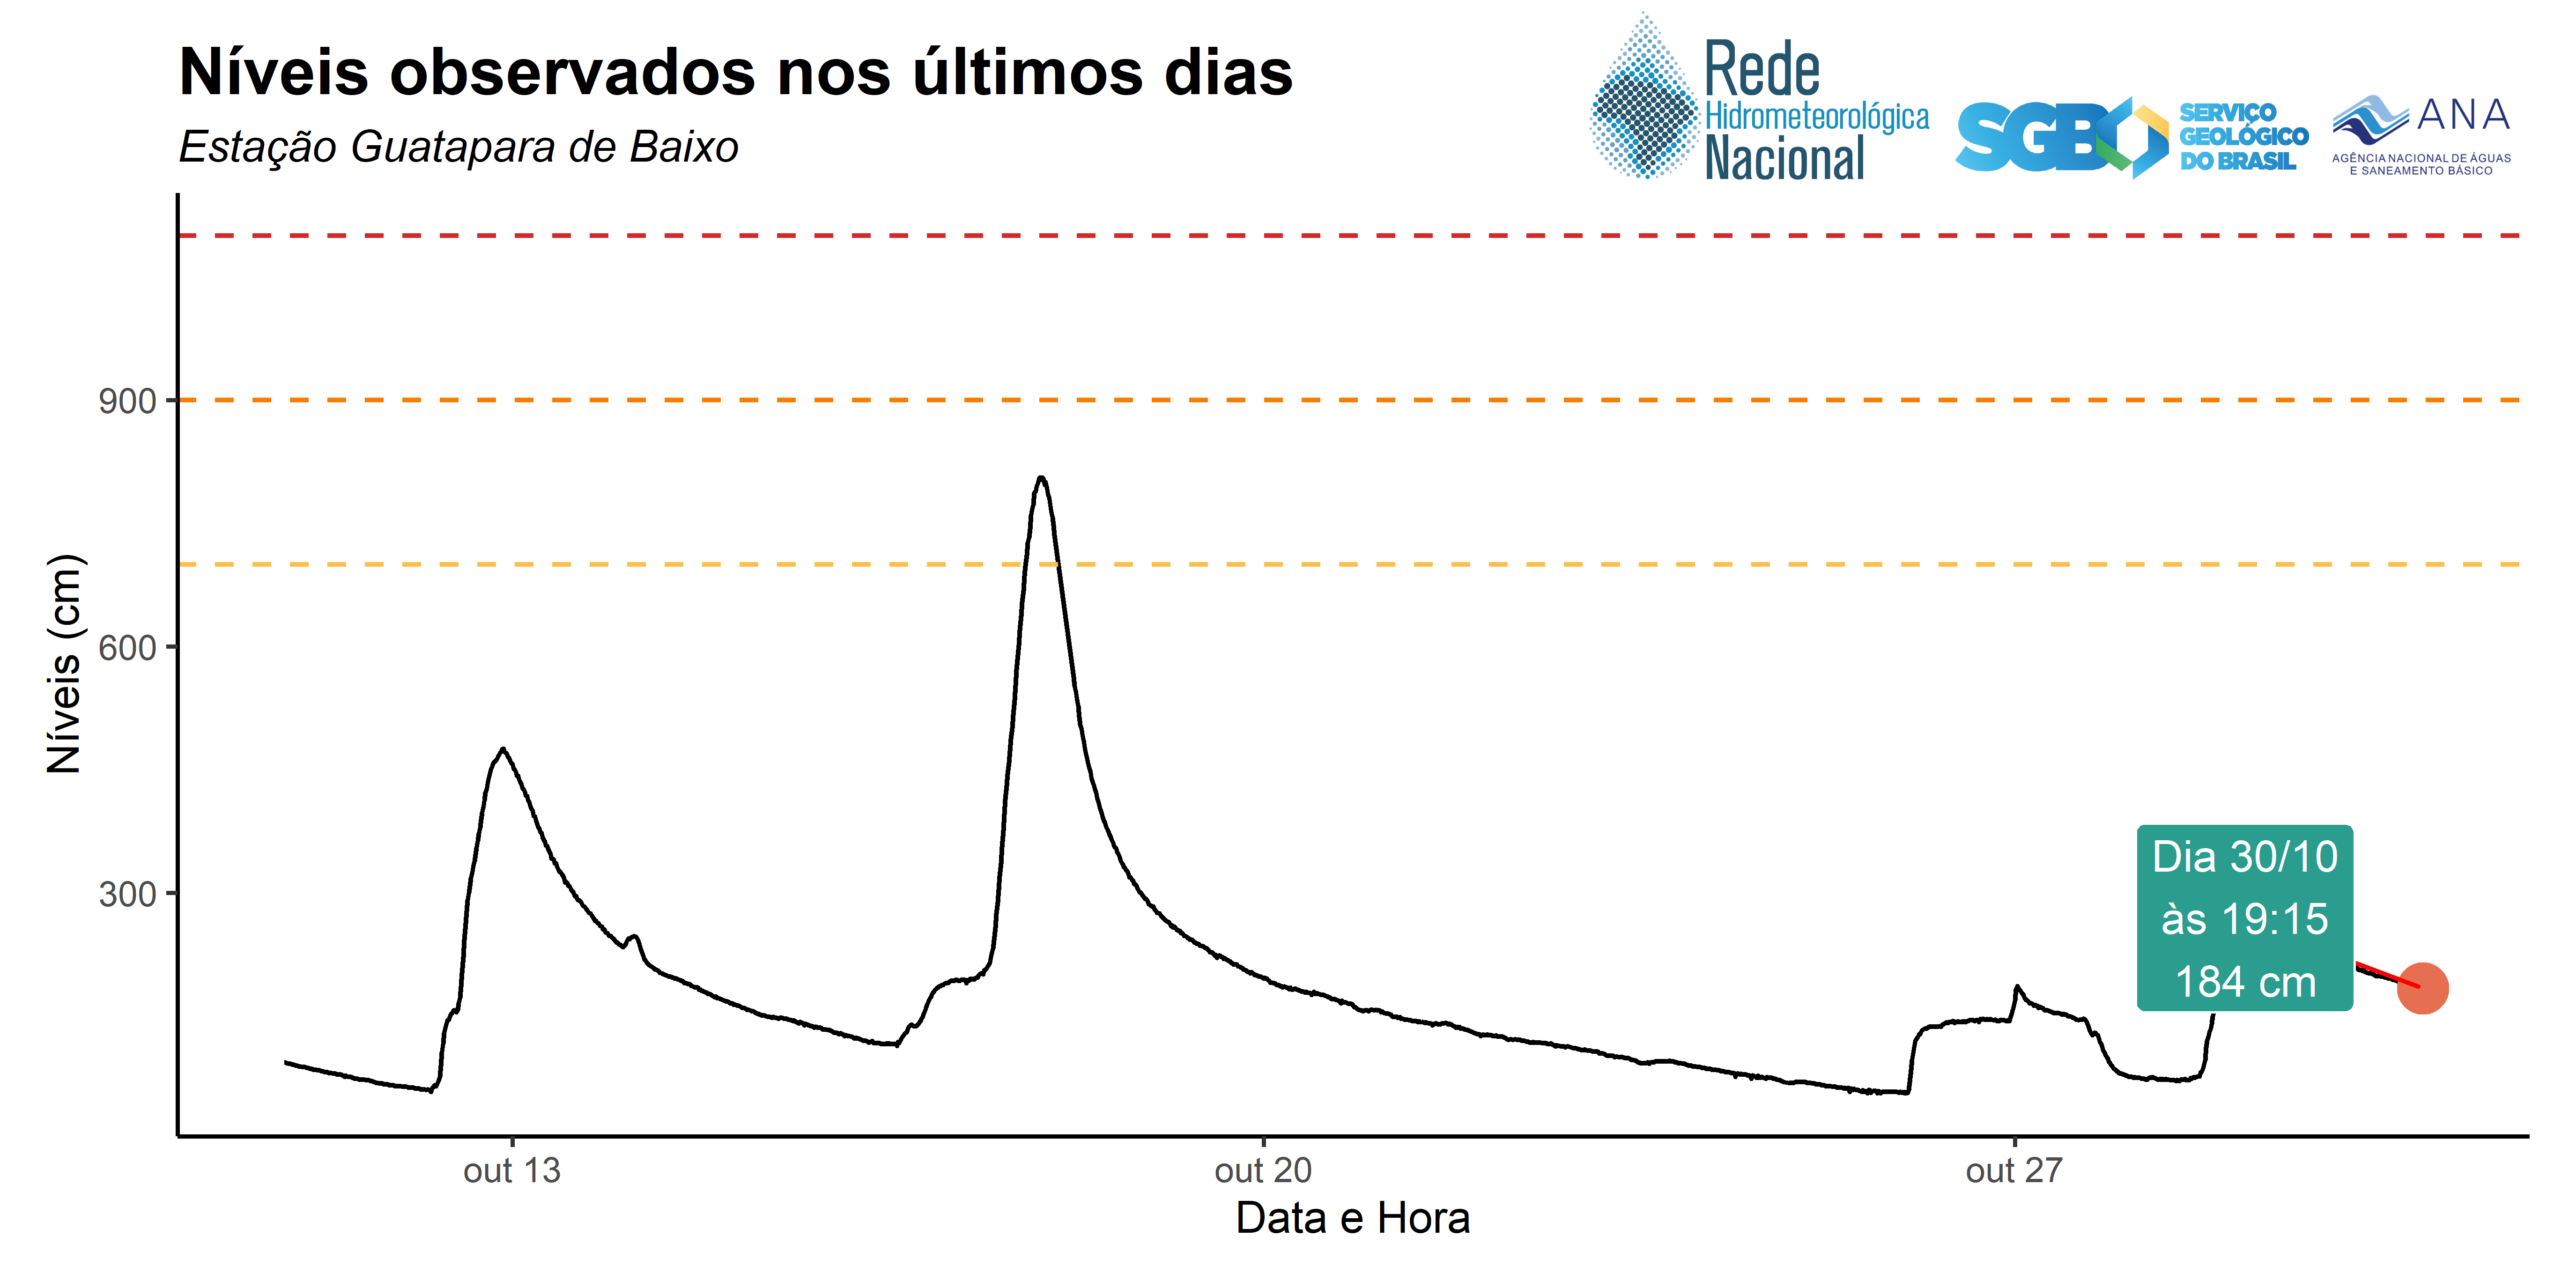 Níveis observados nos últimos dias
Estação Guatapara de Baixo
Rede
Hidrometeorológica
Nacional
SGB
SERVIÇO
GEOLÓGICO
DO BRASIL
ANA
AGÊNCIA NACIONAL DE ÁGUAS
E SANEAMENTO BÁSICO
Níveis (cm)
900
600
300
Dia 30/10
às 19:15
184 cm
out 13
out 20
out 27
Data e Hora